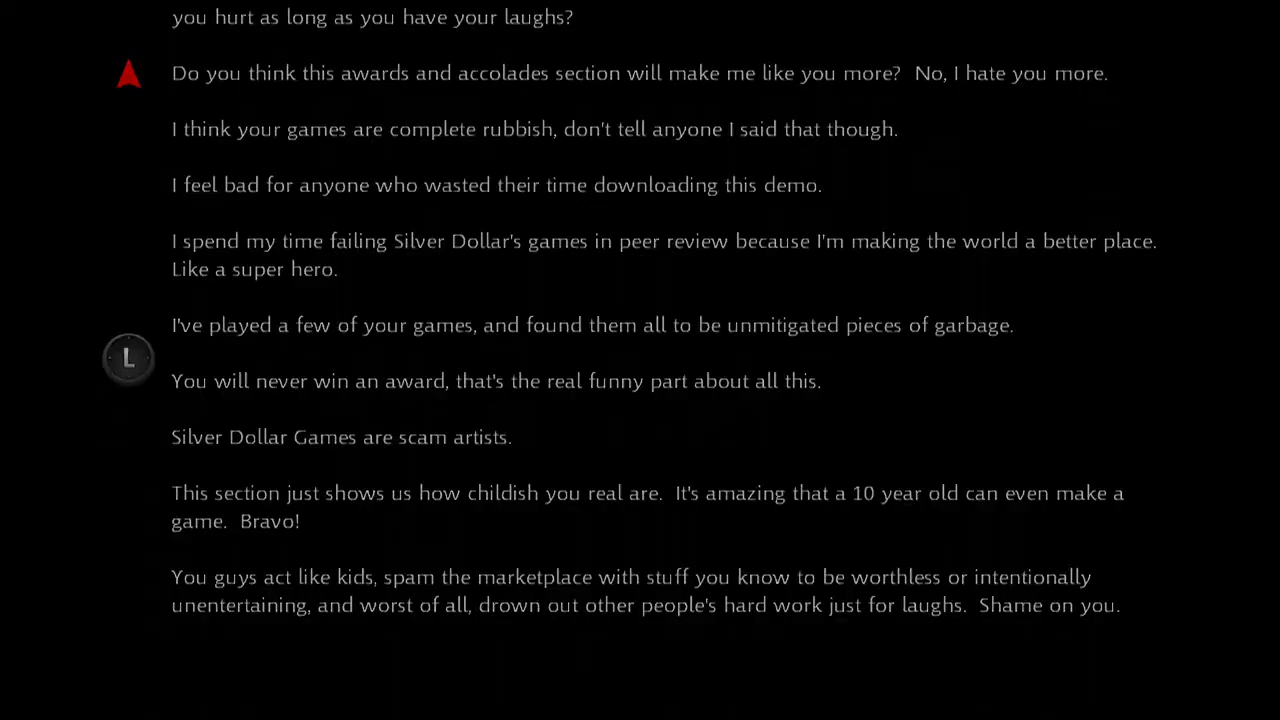 you hurt as long as you have your laughs?
Do you think this awards and accolades section will make me like you more?  No, I hate you more.
I think your games are complete rubbish, don't tell anyone I said that though.
I feel bad for anyone who wasted their time downloading this demo.
I spend my time failing Silver Dollar's games in peer review because I'm making the world a better place.
Like a super hero.
I've played a few of your games, and found them all to be unmitigated pieces of garbage.
L
You will never win an award, that's the real funny part about all this.
Silver Dollar Games are scam artists.
This section just shows us how childish you real are.  It's amazing that a 10 year old can even make a
game.  Bravo!
You guys act like kids, spam the marketplace with stuff you know to be worthless or intentionally
unentertaining, and worst of all, drown out other people's hard work just for laughs.  Shame on you.